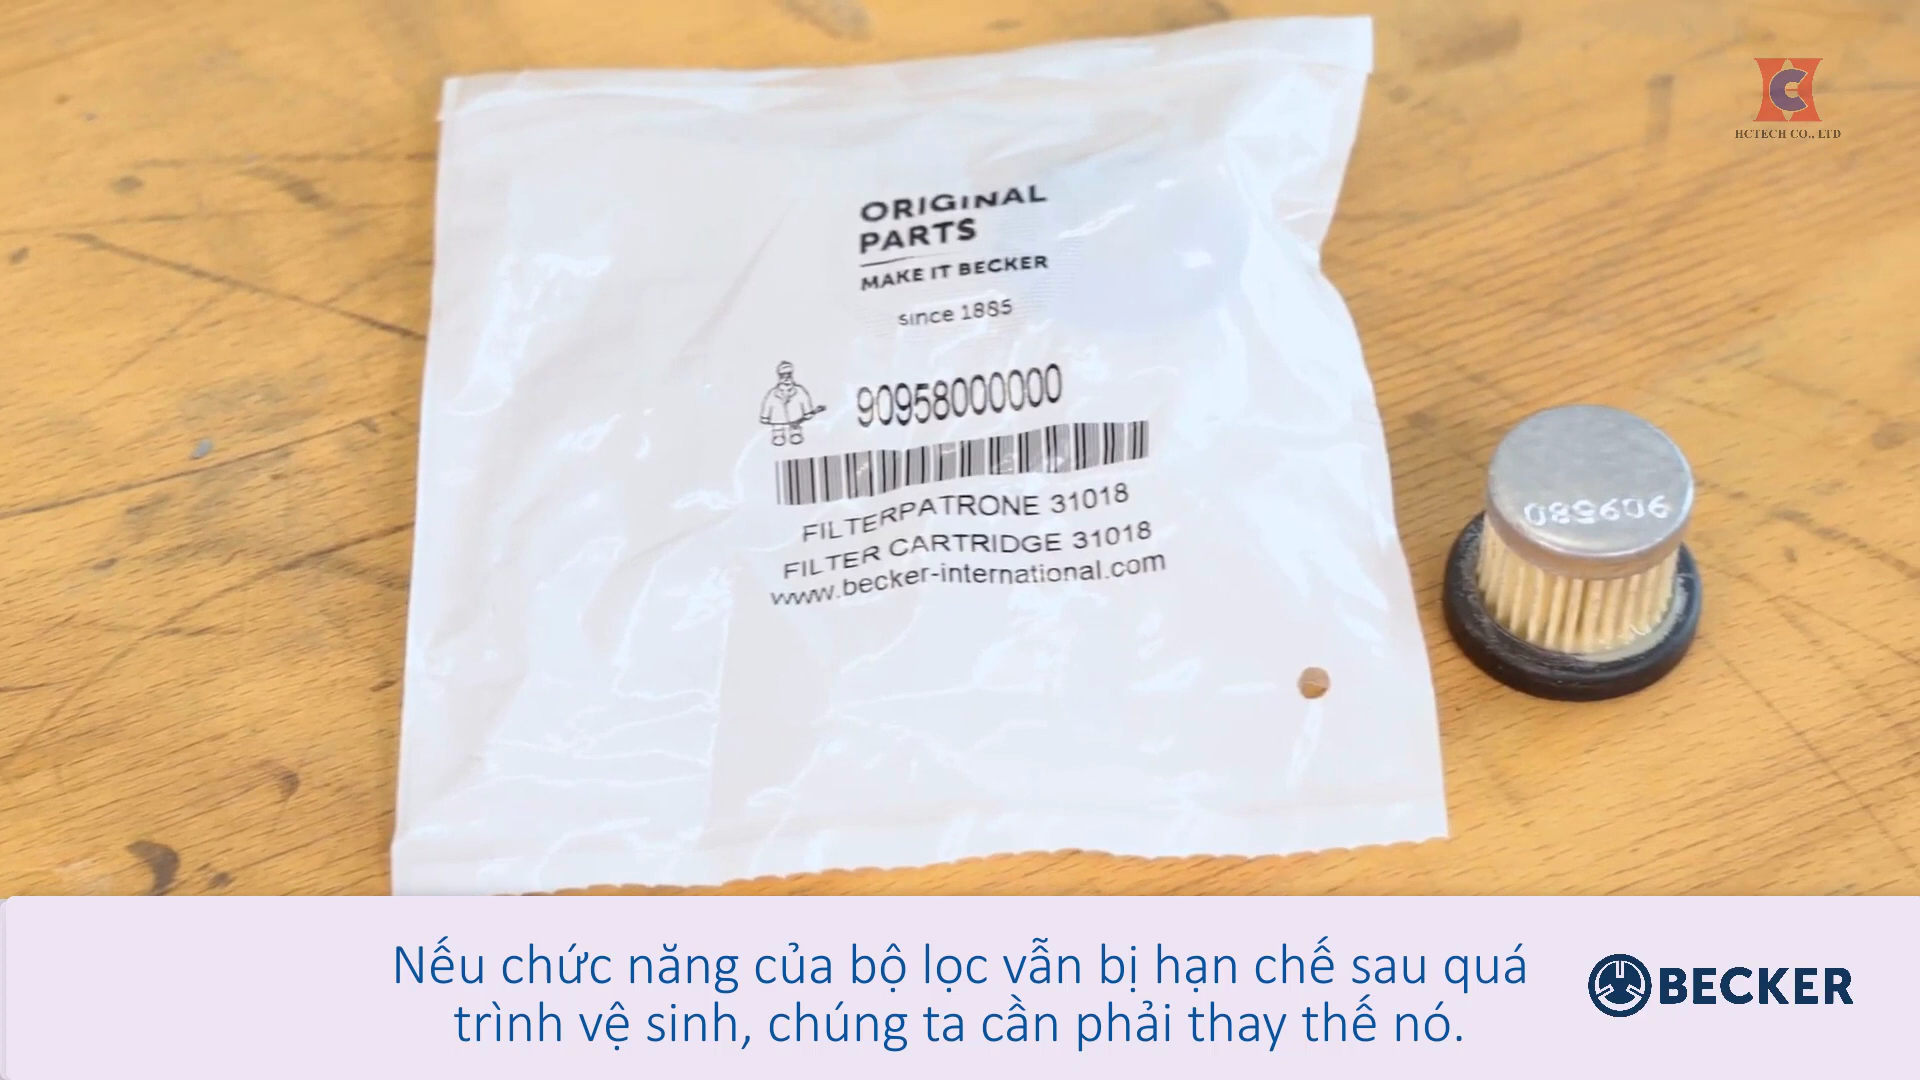 HCTECH CO., LTD
ORIGINAL
PARTS
MAKE IT BECKER
since 1885
90958000000
FILTERPATRONE 31018
FILTER CARTRIDGE 31018
www.becker-international.com
Nếu chức năng của bộ lọc vẫn bị hạn chế sau quá
trình vệ sinh, chúng ta cần phải thay thế nó.
BECKER